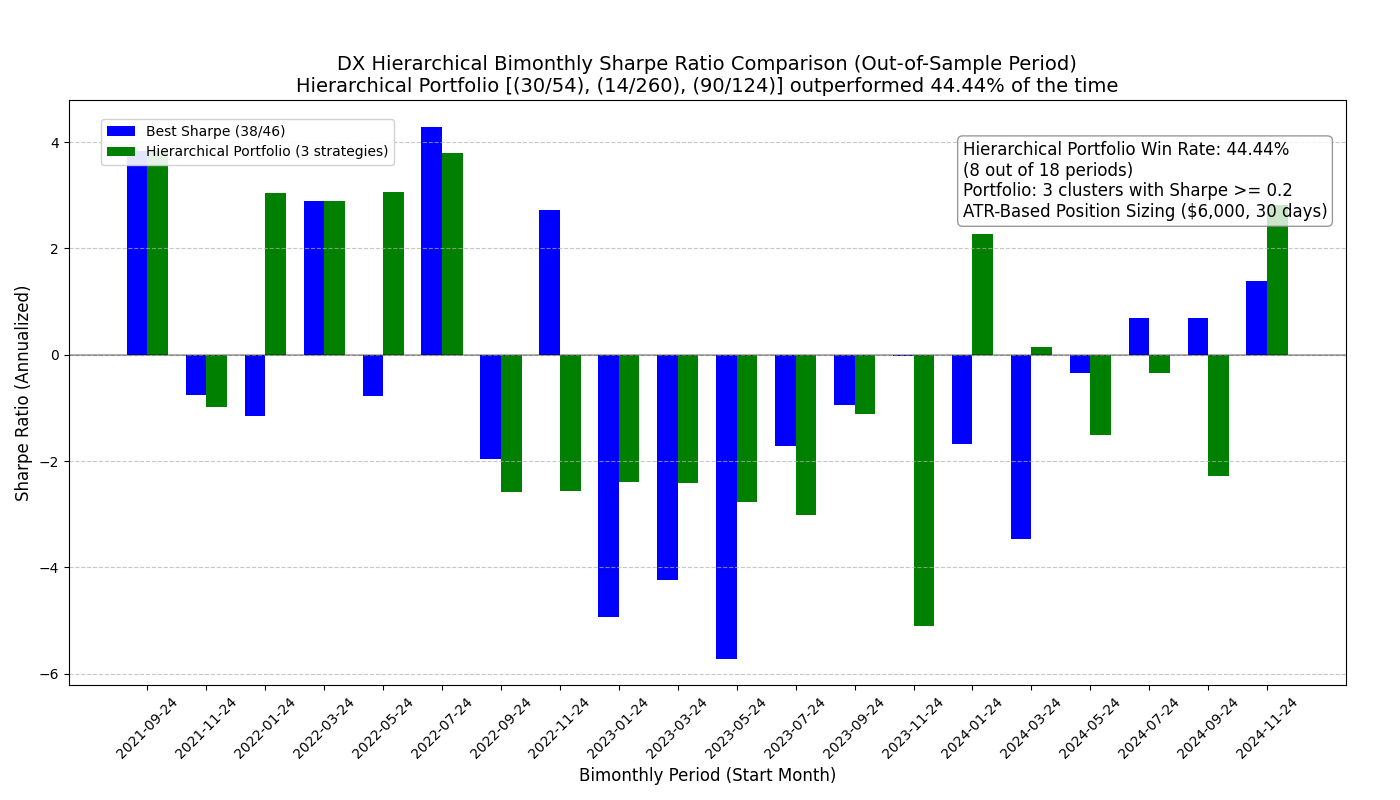 DX Hierarchical Bimonthly Sharpe Ratio Comparison (Out-of-Sample Period)
Hierarchical Portfolio [(30/54), (14/260), (90/124)] outperformed 44.44% of the time
Best Sharpe (38/46)
Hierarchical Portfolio (3 strategies)
Hierarchical Portfolio Win Rate: 44.44%
(8 out of 18 periods)
Portfolio: 3 clusters with Sharpe >= 0.2
ATR-Based Position Sizing ($6,000, 30 days)
Sharpe Ratio (Annualized)
4
2
0
−2
−4
−6
2021-09-24
2021-11-24
2022-01-24
2022-03-24
2022-05-24
2022-07-24
2022-09-24
2022-11-24
2023-01-24
2023-03-24
2023-05-24
2023-07-24
2023-09-24
2023-11-24
2024-01-24
2024-03-24
2024-05-24
2024-07-24
2024-09-24
2024-11-24
Bimonthly Period (Start Month)